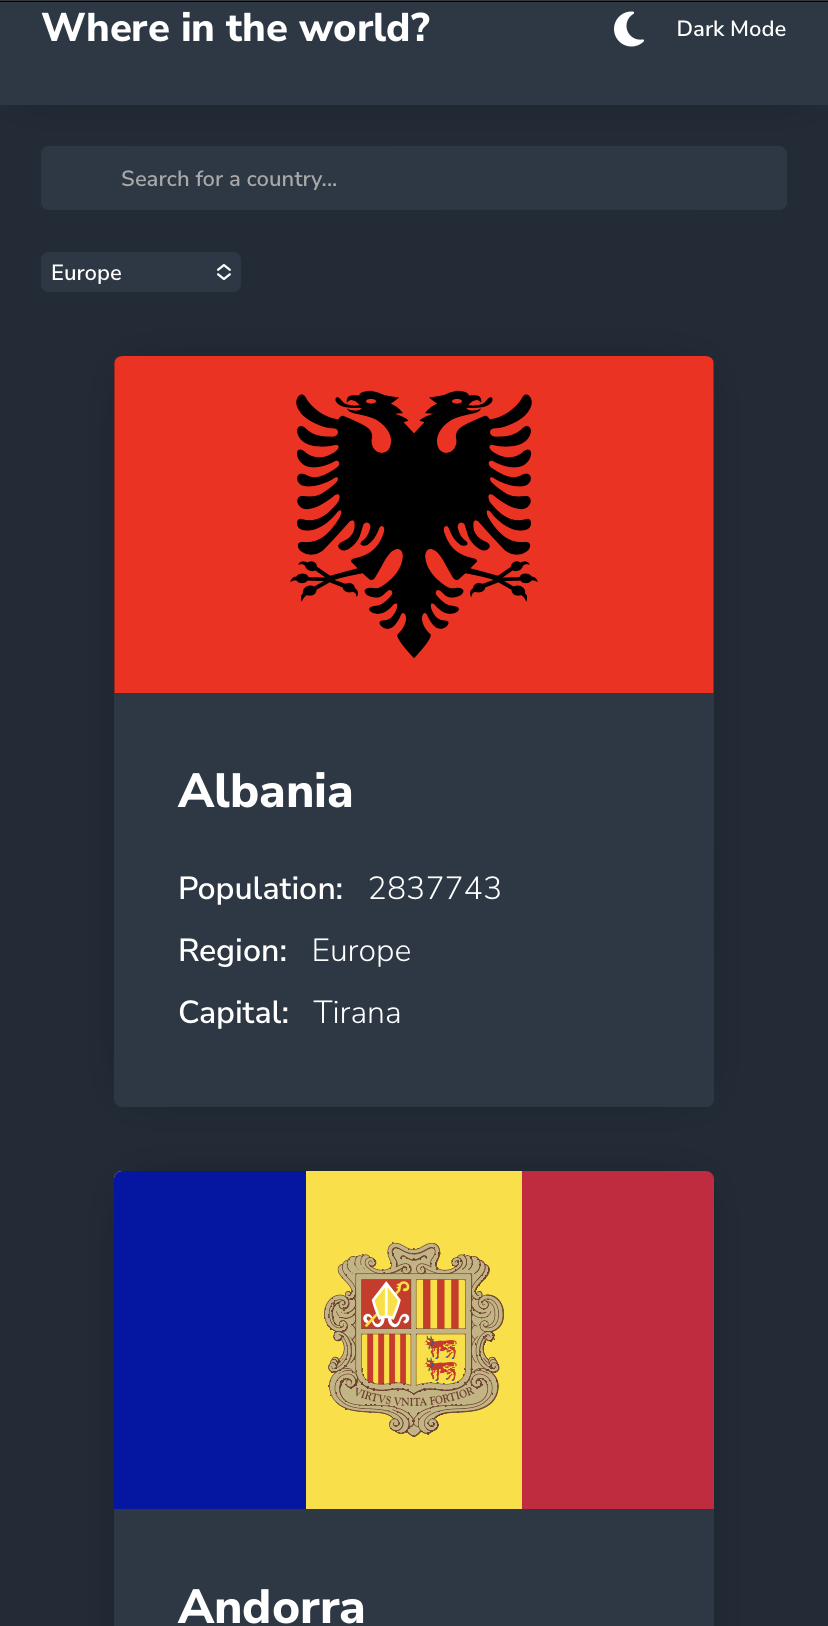 Where in the world?
Dark Mode
Search for a country...
Europe
Albania
Population: 2837743
Region: Europe
Capital: Tirana
VIRTVS VNITA FORTIOR
Andorra